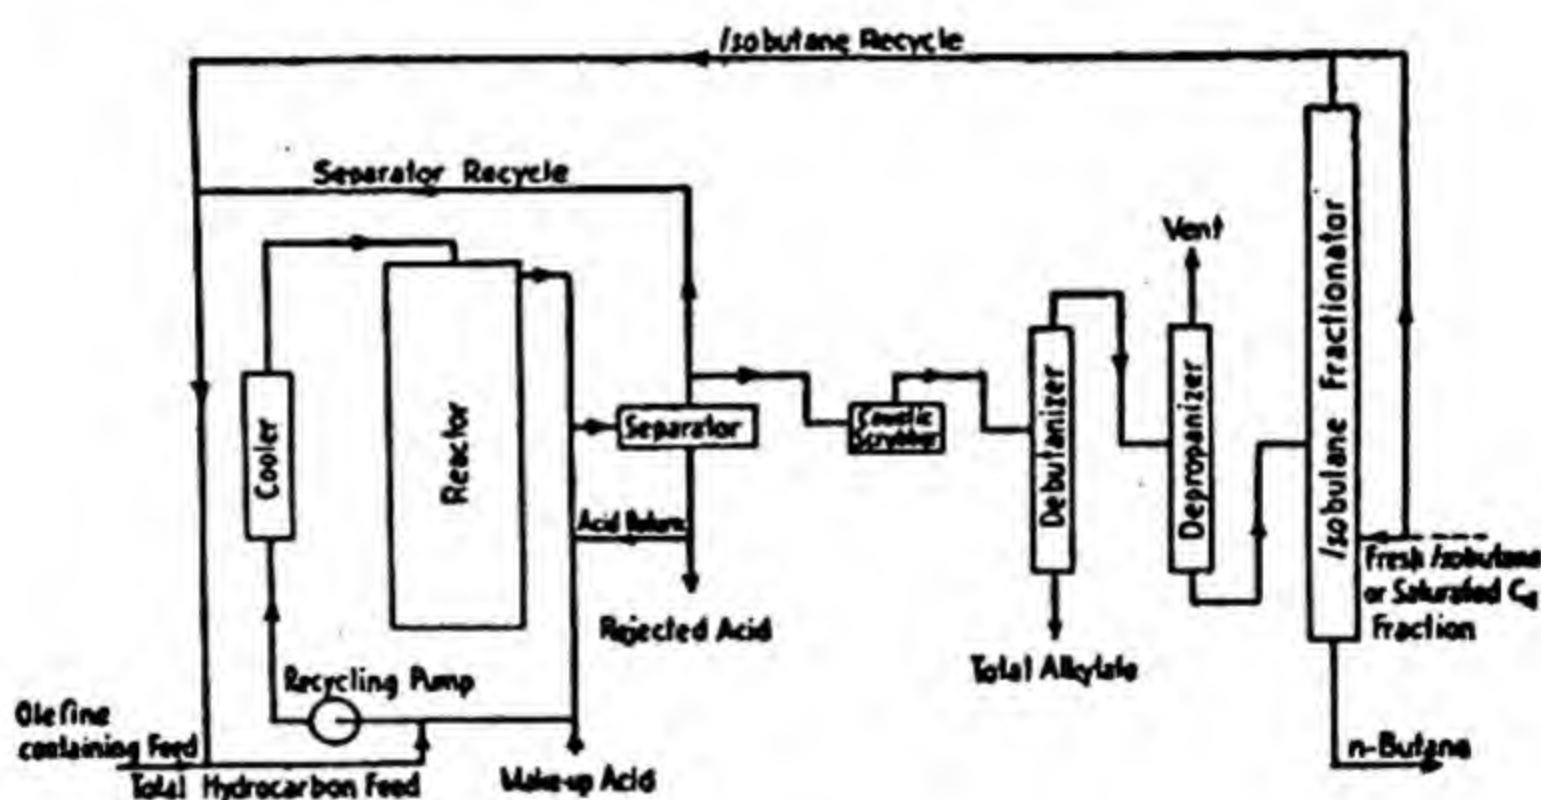 Isobutane Recycle
Separator Recycle
Vent
Cooler
Reactor
Separator
Caustic
Scrubber
Debutanizer
Depropanizer
Isobutane Fractionator
Acid Return
Fresh Isobutane
or Saturated C4
Fraction
Rejected Acid
Total Alkylate
Recycling Pump
Olefine
containing Feed
Total Hydrocarbon Feed
Make-up Acid
n-Butane